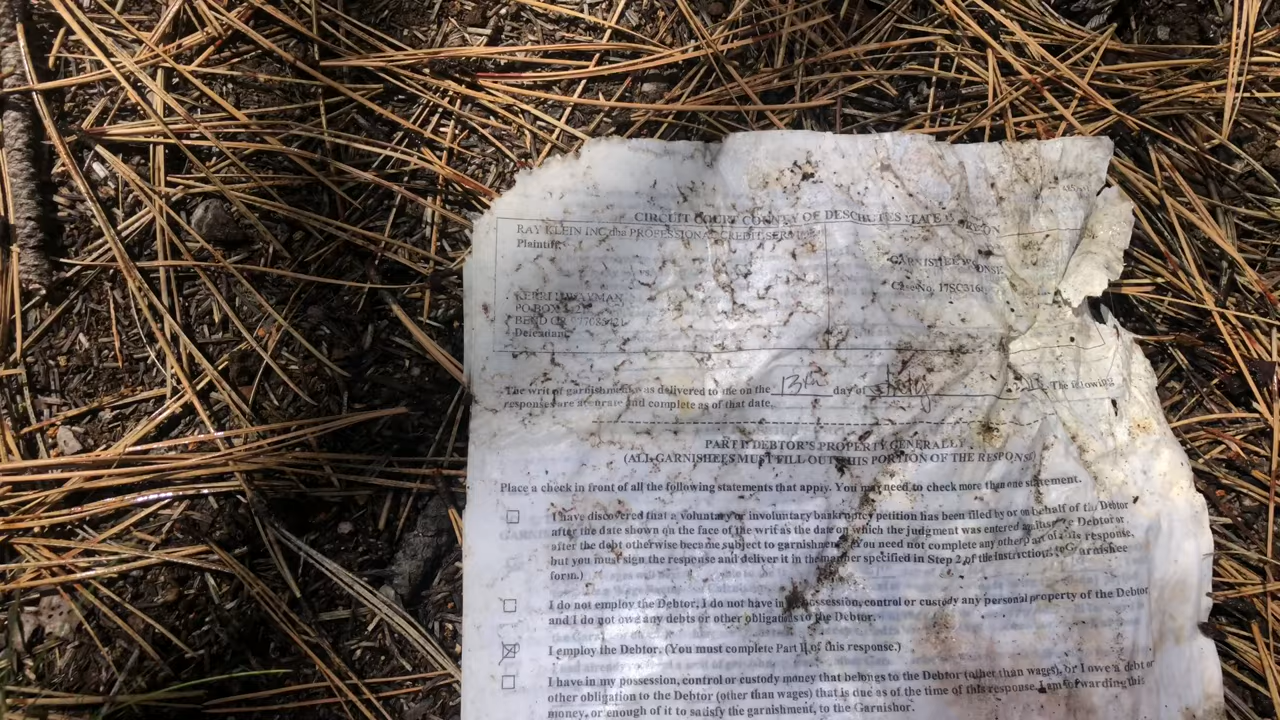 CIRCUIT COURT COUNTY OF DESCHUTES STATE
RAY KLEIN INC dba PROFESSIONAL CREDIT SERVICE
Plaintiff,
GARNISHEE RESPONSE
Case No. 17SC316
KERRI
PO BOX
BEND OR
Defendant.
The writ of garnishment was delivered to me on the 13th day of July The following
responses are accurate and complete as of that date.
PART I: DEBTOR'S PROPERTY GENERALLY
(ALL GARNISHEES MUST FILL OUT THIS PORTION OF THE RESPONSE)
Place a check in front of all the following statements that apply. You may need to check more than one statement.
I have discovered that a voluntary or involuntary bankruptcy petition has been filed by or on behalf of the Debtor
after the date shown on the face of the writ as the date on which the judgment was entered against the Debtor or
after the debt otherwise became subject to garnishment. You need not complete any other part of this response,
but you must sign the response and deliver it in the manner specified in Step 2 of the Instructions to Garnishee
form.)
I do not employ the Debtor, I do not have in my possession, control or custody any personal property of the Debtor
and I do not owe any debts or other obligations to the Debtor.
I employ the Debtor. (You must complete Part II of this response.)
I have in my possession, control or custody money that belongs to the Debtor (other than wages), or I owe a debt or
other obligation to the Debtor (other than wages) that is due as of the time of this response. I am forwarding this
money, or enough of it to satisfy the garnishment, to the Garnishor.